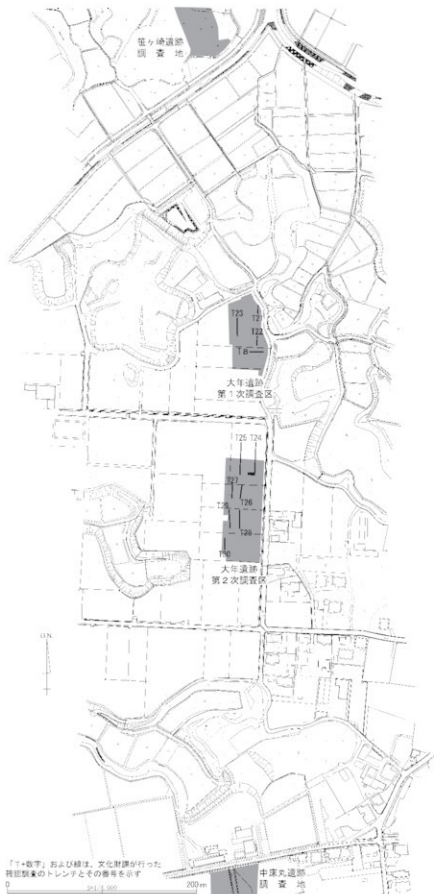 笹ヶ崎遺跡
調査地
T23
T21
T22
T8
大年遺跡
第1次調査区
T25 T24
T27
T26
T28
大年遺跡
第2次調査区
「T+数字」および線は、文化財課が行った
確認調査のトレンチとその番号を示す
0
200m
中床丸遺跡
調査地